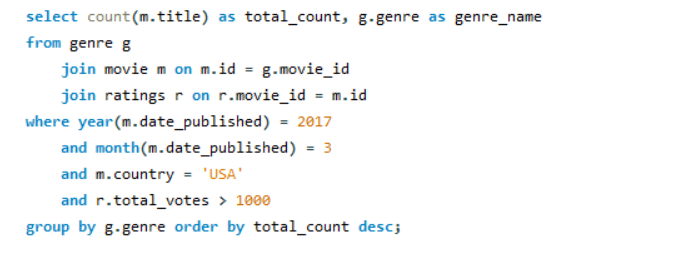 select count(m.title) as total_count, g.genre as genre_name
from genre g
join movie m on m.id = g.movie_id
join ratings r on r.movie_id = m.id
where year(m.date_published) = 2017
and month(m.date_published) = 3
and m.country = 'USA'
and r.total_votes > 1000
group by g.genre order by total_count desc;